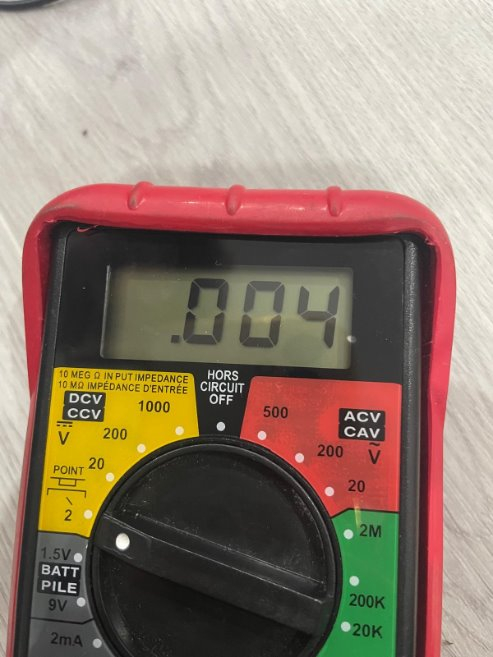 .004
10 MEG Ω IN PUT IMPEDANCE
10 MΩ IMPÉDANCE D'ENTRÉE
HORS
CIRCUIT
OFF
DCV
CCV
V
1000
200
20
POINT
2
500
ACV
CAV
V
200
20
1.5V
BATT
PILE
9V
2mA
2M
200K
20K